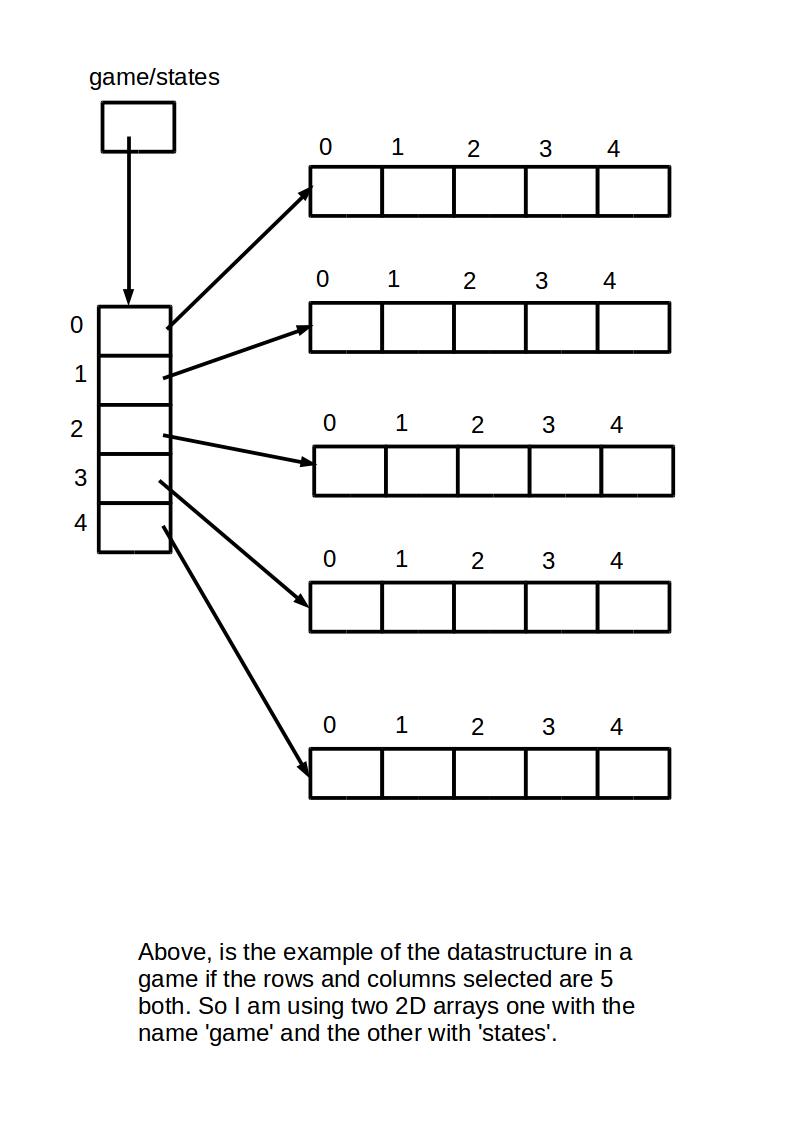 game/states
0 1 2 3 4
0 1 2 3 4
0
1
2
3
4
0 1 2 3 4
0 1 2 3 4
0 1 2 3 4
Above, is the example of the datastructure in a
game if the rows and columns selected are 5
both. So I am using two 2D arrays one with the
name 'game' and the other with 'states'.